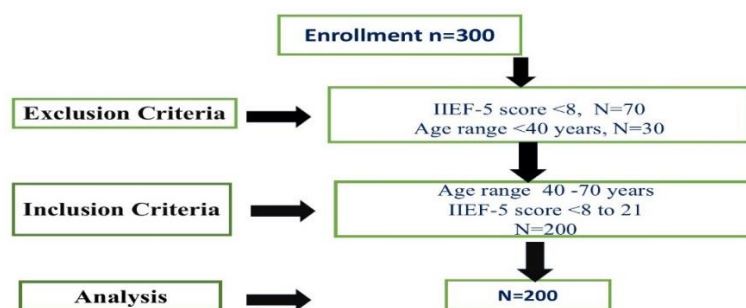 Enrollment n=300
Exclusion Criteria
IIEF-5 score <8, N=70
Age range <40 years, N=30
Inclusion Criteria
Age range 40 -70 years
IIEF-5 score <8 to 21
N=200
Analysis
N=200